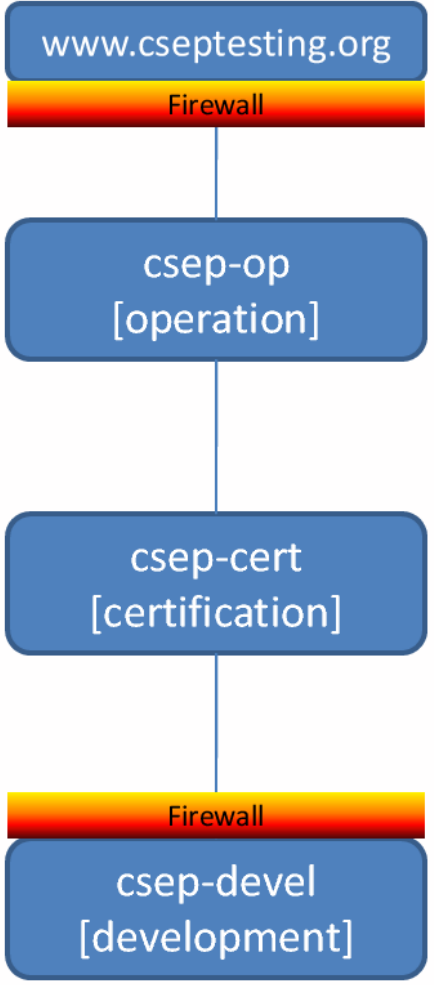 www.cseptesting.org
Firewall
csep-op
[operation]
csep-cert
[certification]
Firewall
csep-devel
[development]